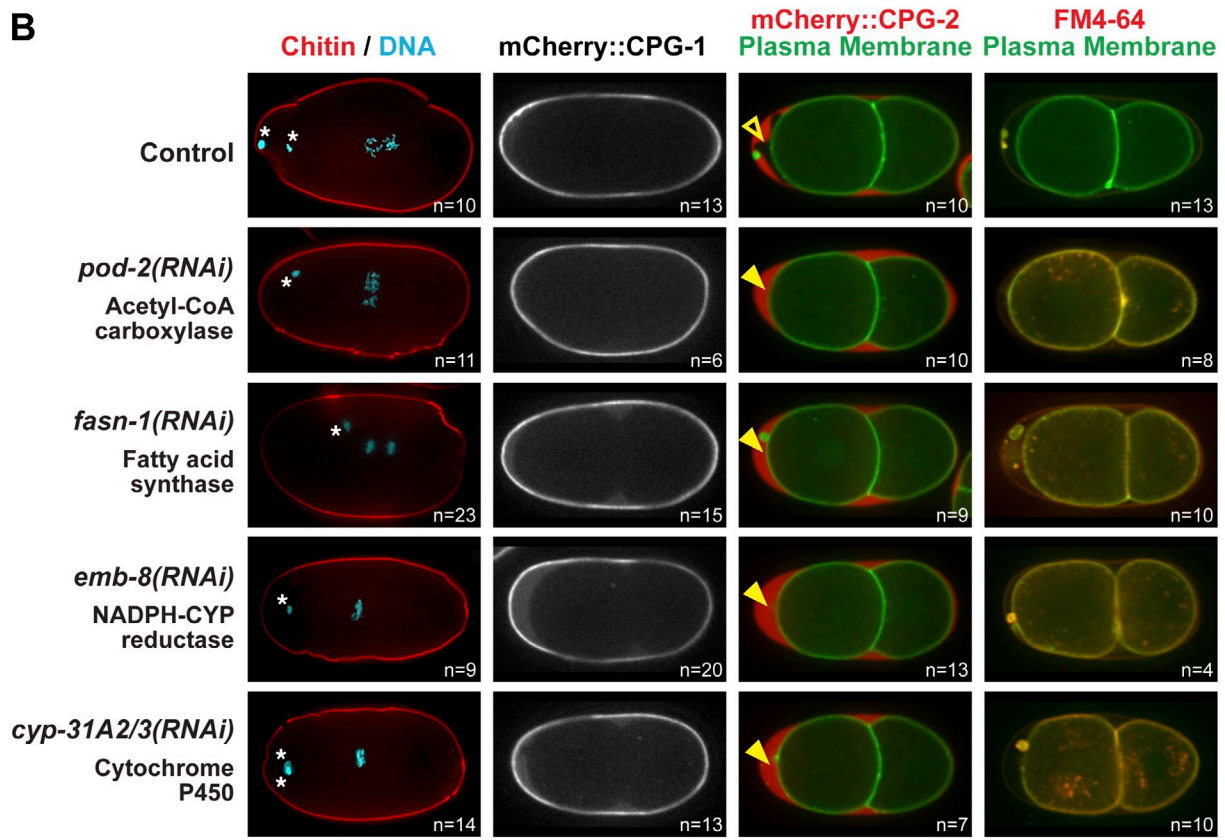 B
Chitin / DNA
mCherry::CPG-1
mCherry::CPG-2
Plasma Membrane
FM4-64
Plasma Membrane
Control
* *
n=10
n=13
n=10
n=13
pod-2(RNAi)
Acetyl-CoA
carboxylase
*
n=11
n=6
n=10
n=8
fasn-1(RNAi)
Fatty acid
synthase
*
n=23
n=15
n=9
n=10
emb-8(RNAi)
NADPH-CYP
reductase
*
n=9
n=20
n=13
n=4
cyp-31A2/3(RNAi)
Cytochrome
P450
*
*
n=14
n=13
n=7
n=10